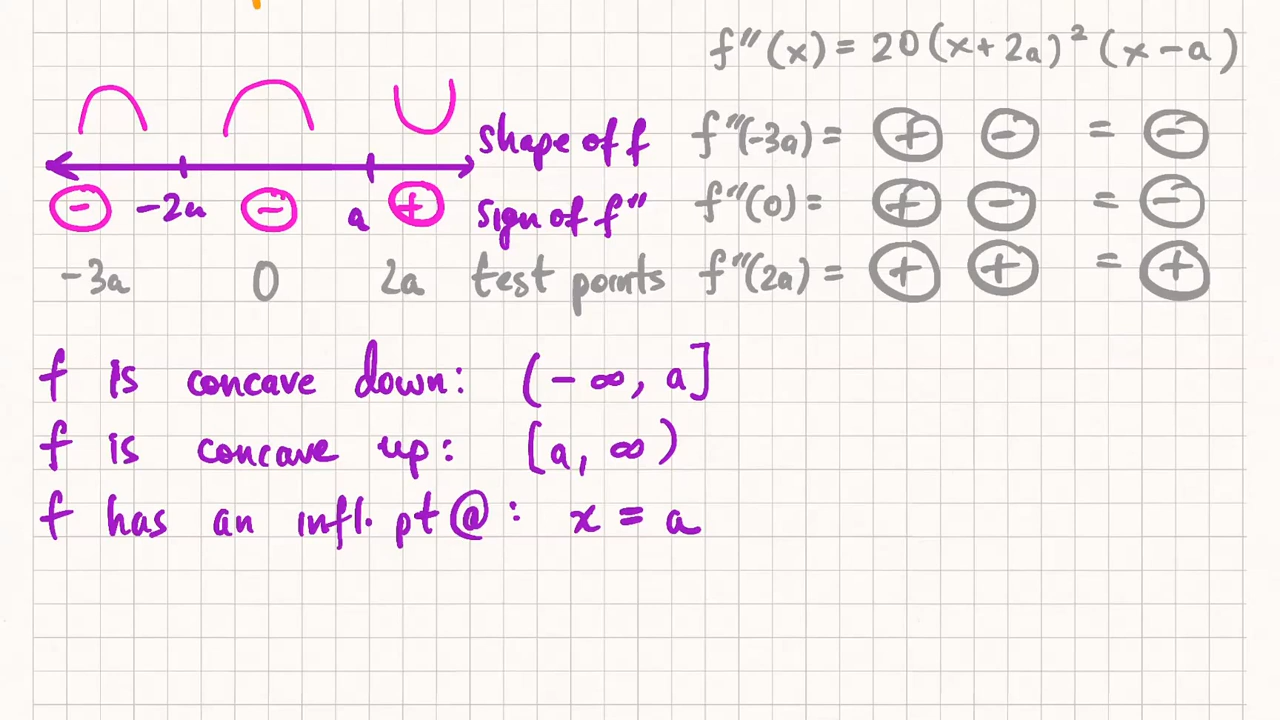 f''(x) = 20(x+2a)² (x-a)
shape of f f''(-3a) = + - = -
- -2a - a + sign of f'' f''(0) = + - = -
-3a 0 2a test points f''(2a) = + + = +
f is concave down: (-∞, a]
f is concave up: [a, ∞)
f has an infl. pt @: x = a